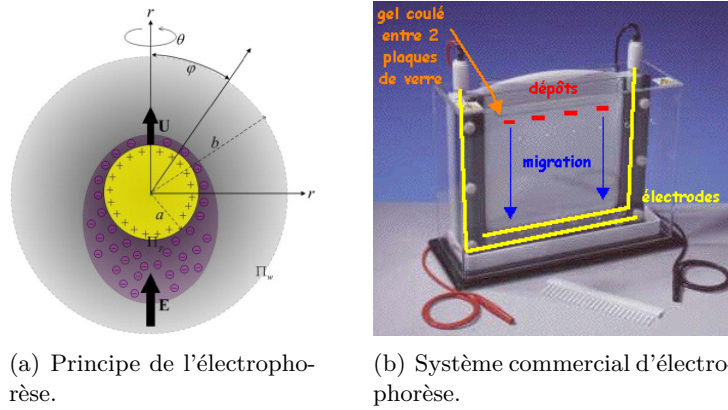 r
θ
φ
U
b
r
a
Π
Π_w
E
gel coulé
entre 2
plaques
de verre
dépôts
migration
électrodes
(a) Principe de l'électropho-
rèse.
(b) Système commercial d'électro-
phorèse.